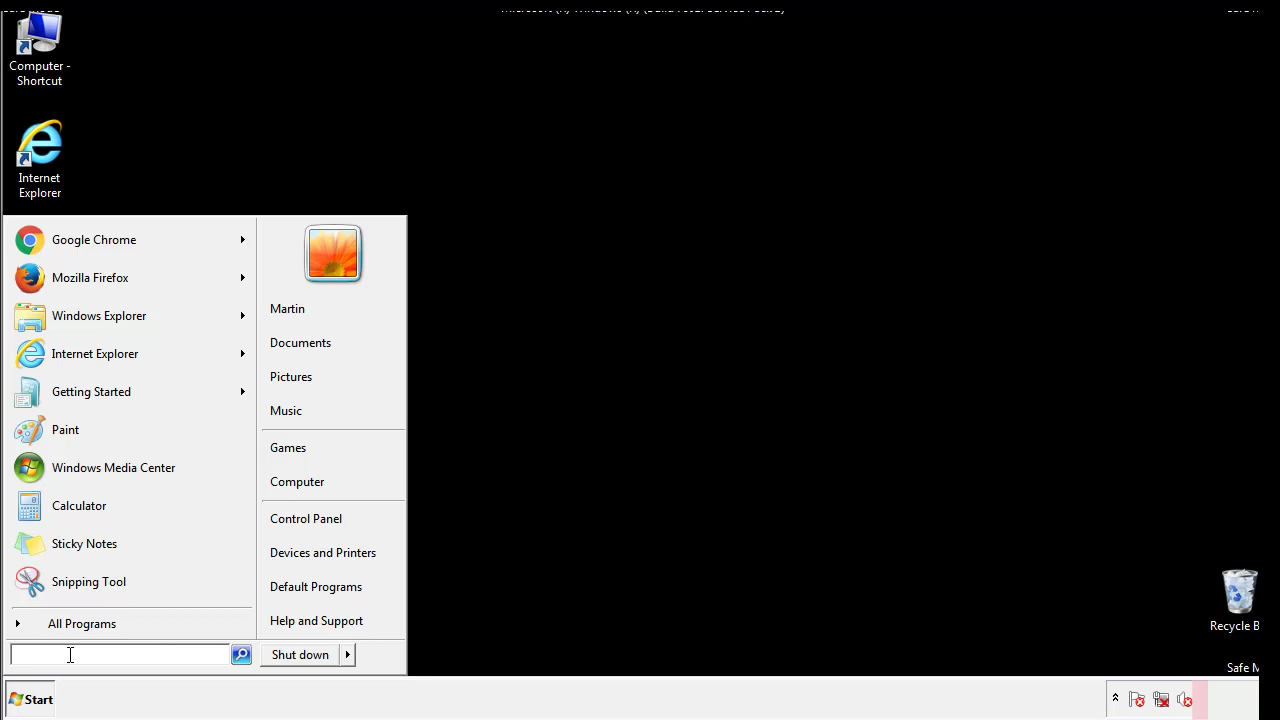 Computer -
Shortcut
Internet
Explorer
Google Chrome
Mozilla Firefox
Windows Explorer
Internet Explorer
Getting Started
Paint
Windows Media Center
Calculator
Sticky Notes
Snipping Tool
All Programs
Martin
Documents
Pictures
Music
Games
Computer
Control Panel
Devices and Printers
Default Programs
Help and Support
Shut down
Recycle B
Safe M
Start